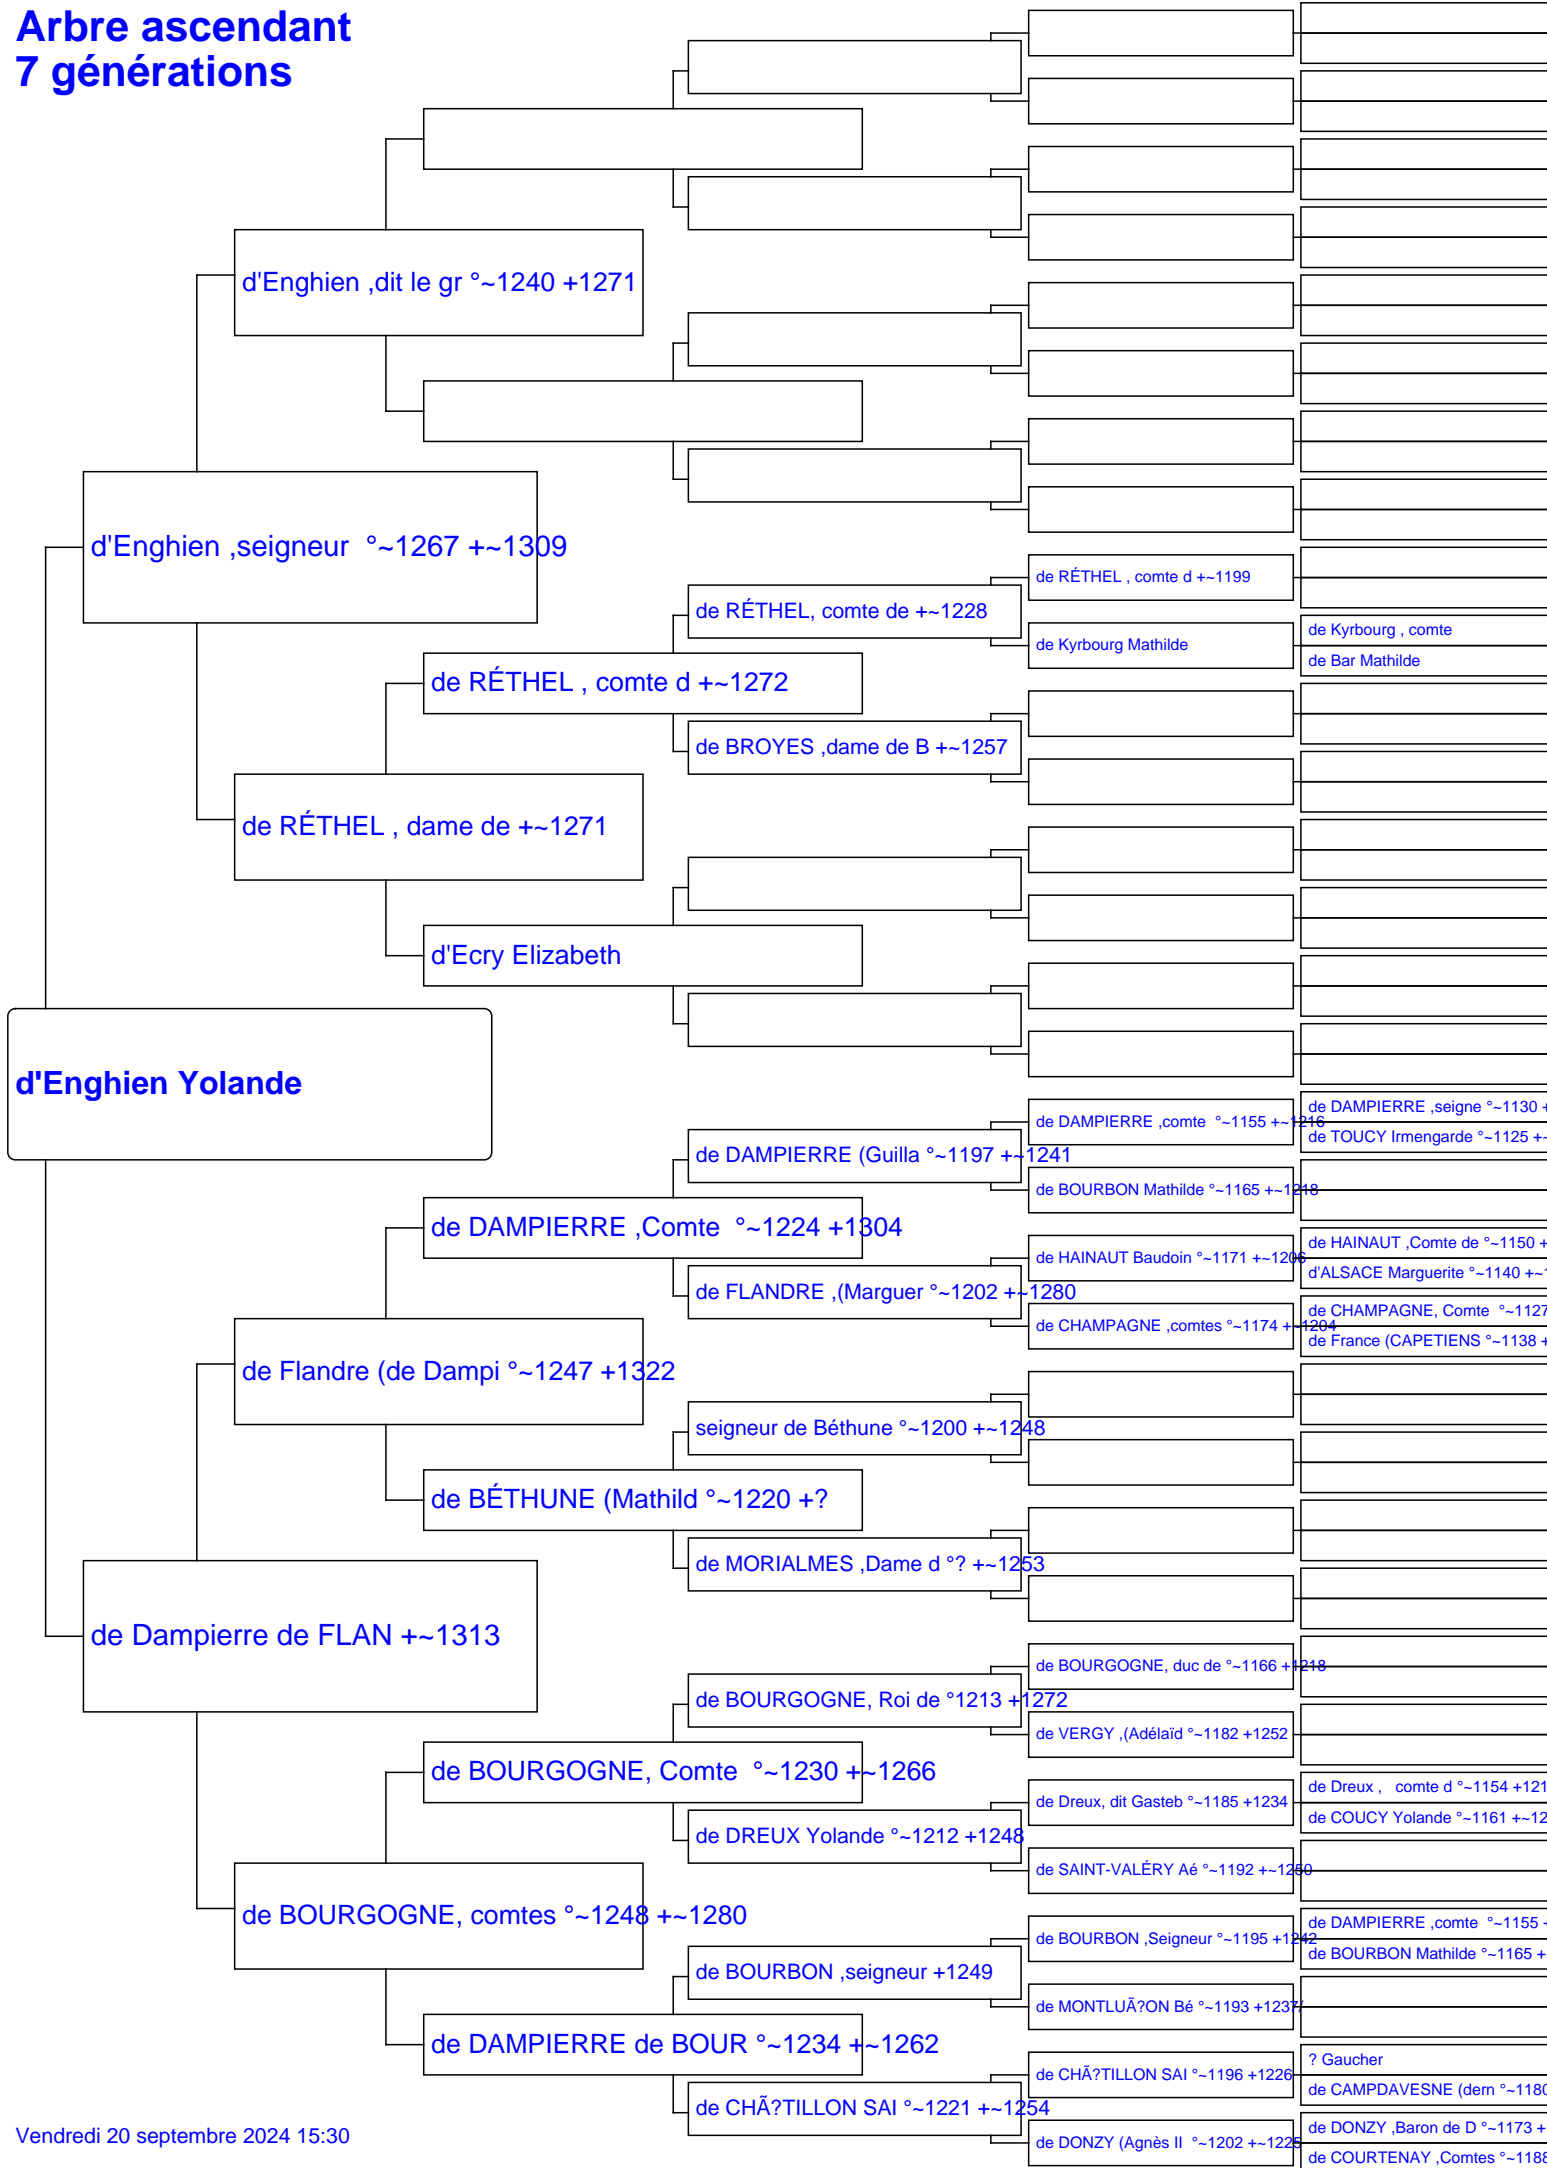 Arbre ascendant
7 générations
d'Enghien ,dit le gr °~1240 +1271
d'Enghien ,seigneur  °~1267 +~1309
de RÉTHEL , comte d +~1199
de RÉTHEL, comte de +~1228
de Kyrbourg Mathilde
de Kyrbourg , comte
de Bar Mathilde
de RÉTHEL , comte d +~1272
de BROYES ,dame de B +~1257
de RÉTHEL , dame de +~1271
d'Ecry Elizabeth
d'Enghien Yolande
de DAMPIERRE ,comte  °~1155 +~1216
de DAMPIERRE ,seigne °~1130 +
de TOUCY Irmengarde °~1125 +~
de DAMPIERRE (Guilla °~1197 +~1241
de BOURBON Mathilde °~1165 +~1218
de DAMPIERRE ,Comte  °~1224 +1304
de HAINAUT Baudoin °~1171 +~1206
de HAINAUT ,Comte de °~1150 +
d'ALSACE Marguerite °~1140 +~1
de FLANDRE ,(Marguer °~1202 +~1280
de CHAMPAGNE ,comtes °~1174 +~1204
de CHAMPAGNE, Comte  °~1127
de France (CAPETIENS °~1138 +
de Flandre (de Dampi °~1247 +1322
seigneur de Béthune °~1200 +~1248
de BÉTHUNE (Mathild °~1220 +?
de MORIALMES ,Dame d °? +~1253
de Dampierre de FLAN +~1313
de BOURGOGNE, duc de °~1166 +1218
de BOURGOGNE, Roi de °1213 +1272
de VERGY ,(Adélaïd °~1182 +1252
de BOURGOGNE, Comte  °~1230 +~1266
de Dreux, dit Gasteb °~1185 +1234
de Dreux ,   comte d °~1154 +121
de COUCY Yolande °~1161 +~12
de DREUX Yolande °~1212 +1248
de SAINT-VALÉRY Aé °~1192 +~1250
de BOURGOGNE, comtes °~1248 +~1280
de BOURBON ,Seigneur °~1195 +1242
de DAMPIERRE ,comte  °~1155 +
de BOURBON Mathilde °~1165 +
de BOURBON ,seigneur +1249
de MONTLUÃ?ON Bé °~1193 +1237/
de DAMPIERRE de BOUR °~1234 +~1262
de CHÃ?TILLON SAI °~1196 +1226
? Gaucher
de CAMPDAVESNE (dern °~1180
de CHÃ?TILLON SAI °~1221 +~1254
de DONZY (Agnès II  °~1202 +~1225
de DONZY ,Baron de D °~1173 +
de COURTENAY ,Comtes °~1188
Vendredi 20 septembre 2024 15:30